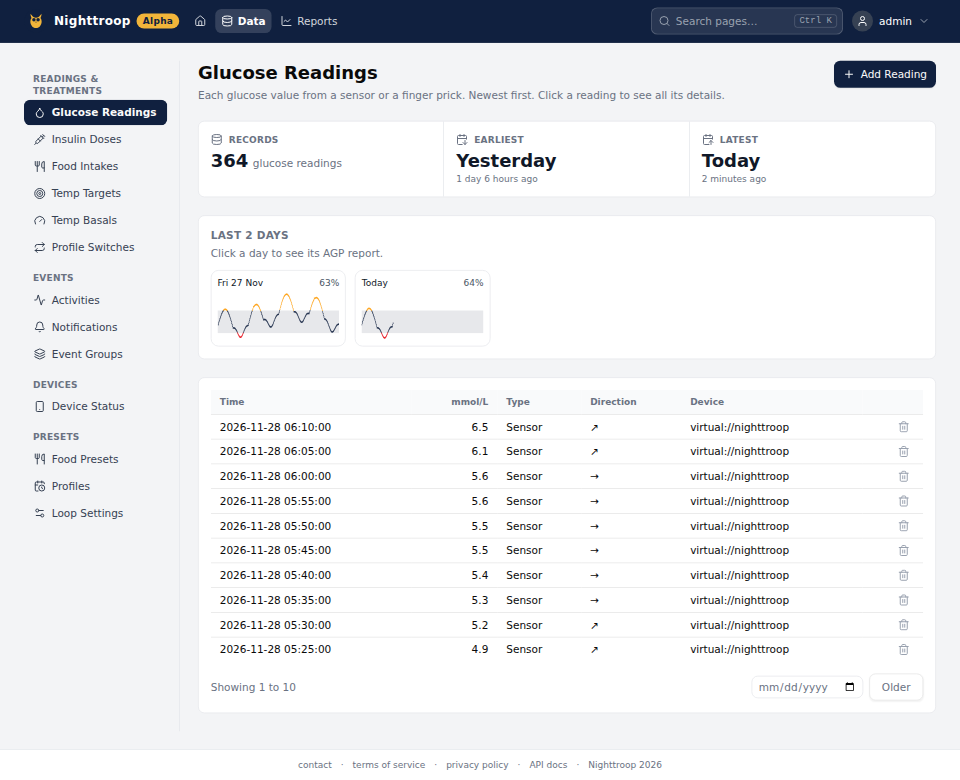 Nighttroop Alpha Data Reports Search pages... Ctrl K admin
READINGS &
TREATMENTS
Glucose Readings
Insulin Doses
Food Intakes
Temp Targets
Temp Basals
Profile Switches
EVENTS
Activities
Notifications
Event Groups
DEVICES
Device Status
PRESETS
Food Presets
Profiles
Loop Settings
Glucose Readings
Add Reading
Each glucose value from a sensor or a finger prick. Newest first. Click a reading to see all its details.
RECORDS
364 glucose readings
EARLIEST
Yesterday
1 day 6 hours ago
LATEST
Today
2 minutes ago
LAST 2 DAYS
Click a day to see its AGP report.
Fri 27 Nov 63%
Today 64%
Time mmol/L Type Direction Device
2026-11-28 06:10:00 6.5 Sensor ↗ virtual://nighttroop
2026-11-28 06:05:00 6.1 Sensor ↗ virtual://nighttroop
2026-11-28 06:00:00 5.6 Sensor → virtual://nighttroop
2026-11-28 05:55:00 5.6 Sensor → virtual://nighttroop
2026-11-28 05:50:00 5.5 Sensor → virtual://nighttroop
2026-11-28 05:45:00 5.5 Sensor → virtual://nighttroop
2026-11-28 05:40:00 5.4 Sensor → virtual://nighttroop
2026-11-28 05:35:00 5.3 Sensor → virtual://nighttroop
2026-11-28 05:30:00 5.2 Sensor ↗ virtual://nighttroop
2026-11-28 05:25:00 4.9 Sensor ↗ virtual://nighttroop
Showing 1 to 10 mm/dd/yyyy Older
contact · terms of service · privacy policy · API docs · Nighttroop 2026